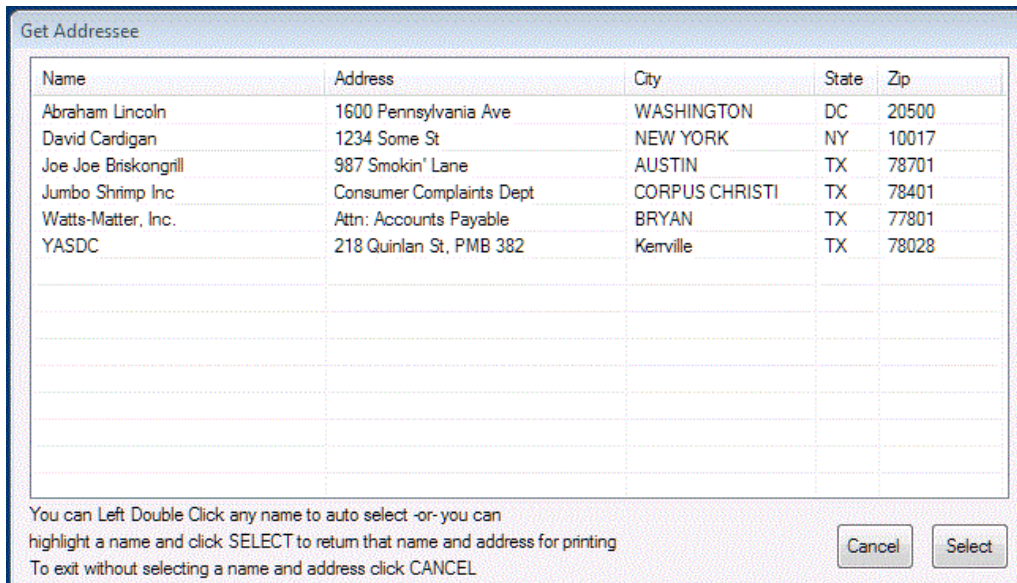 Get Addressee
Name Address City State Zip
Abraham Lincoln 1600 Pennsylvania Ave WASHINGTON DC 20500
David Cardigan 1234 Some St NEW YORK NY 10017
Joe Joe Briskongrill 987 Smokin' Lane AUSTIN TX 78701
Jumbo Shrimp Inc Consumer Complaints Dept CORPUS CHRISTI TX 78401
Watts-Matter, Inc. Attn: Accounts Payable BRYAN TX 77801
YASDC 218 Quinlan St, PMB 382 Kerrville TX 78028
You can Left Double Click any name to auto select -or- you can
highlight a name and click SELECT to return that name and address for printing
To exit without selecting a name and address click CANCEL
Cancel Select